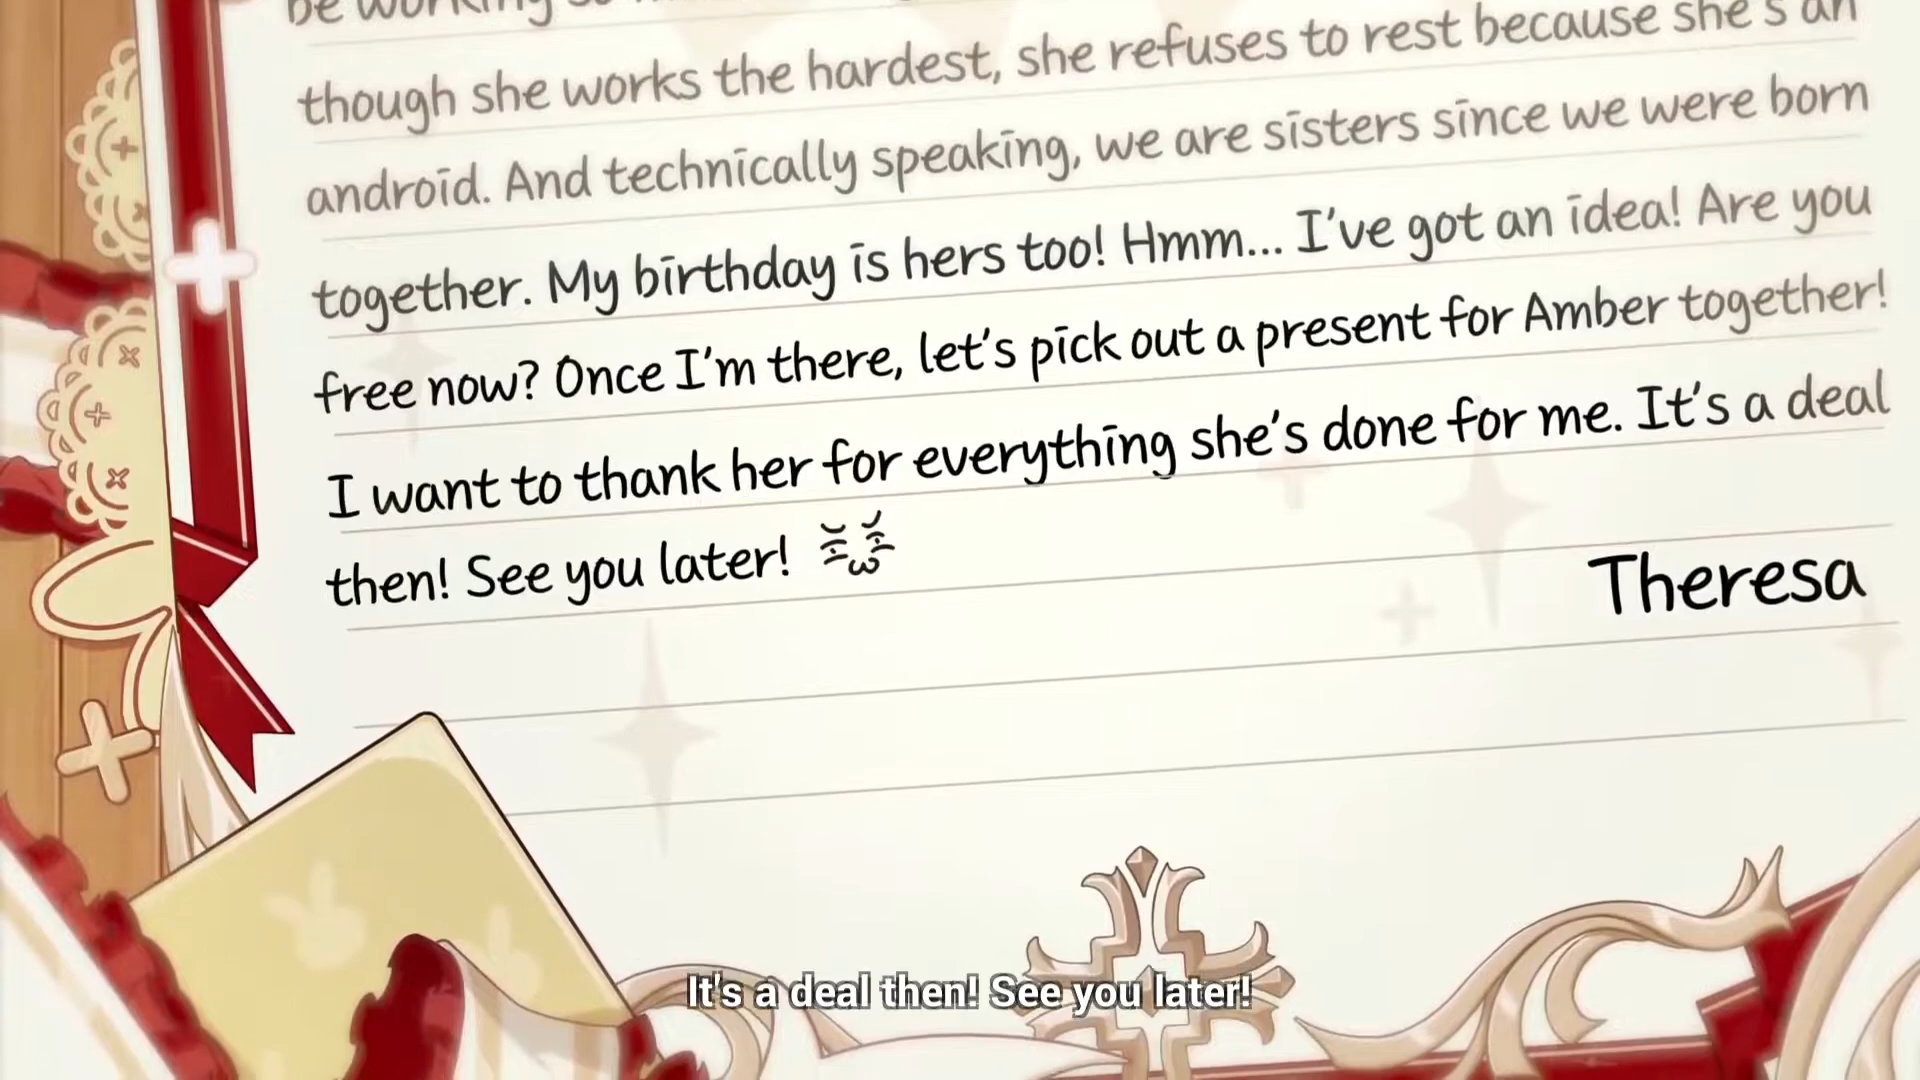 be working
though she works the hardest, she refuses to rest because she's an
android. And technically speaking, we are sisters since we were born
together. My birthday is hers too! Hmm... I've got an idea! Are you
free now? Once I'm there, let's pick out a present for Amber together!
I want to thank her for everything she's done for me. It's a deal
then! See you later!
Theresa
It's a deal then! See you later!